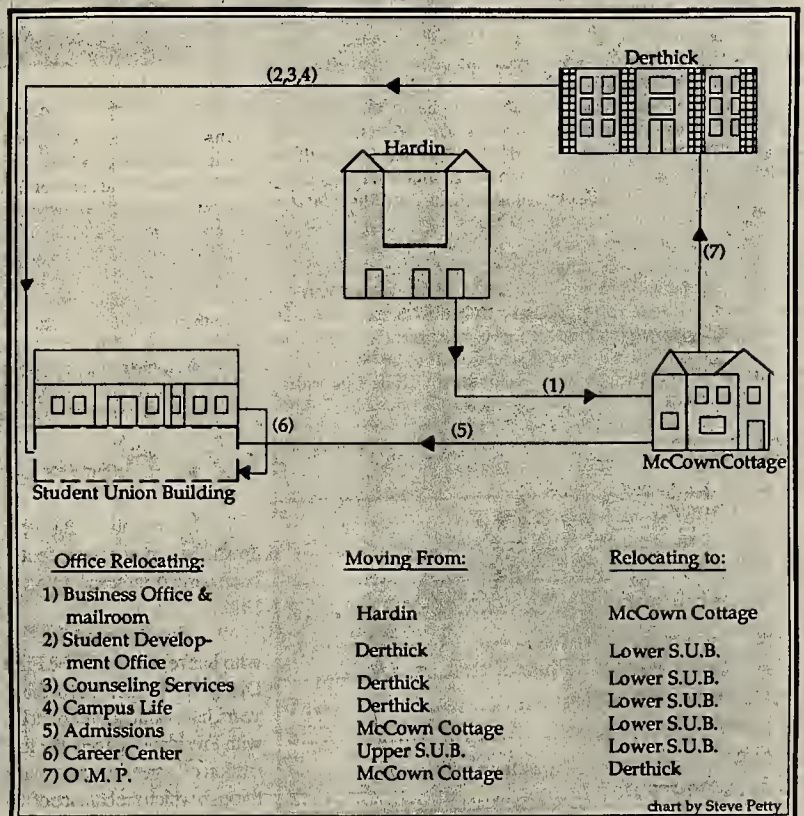 Derthick
(2,3,4)
Hardin
(7)
(1)
(6)
(5)
McCownCottage
Student Union Building
Office Relocating: Moving From: Relocating to:
1) Business Office &
mailroom Hardin McCown Cottage
2) Student Develop-
ment Office Derthick Lower S.U.B.
3) Counseling Services Derthick Lower S.U.B.
4) Campus Life Derthick Lower S.U.B.
5) Admissions McCown Cottage Lower S.U.B.
6) Career Center Upper S.U.B. Lower S.U.B.
7) O.M.P. McCown Cottage Derthick
chart by Steve Petty